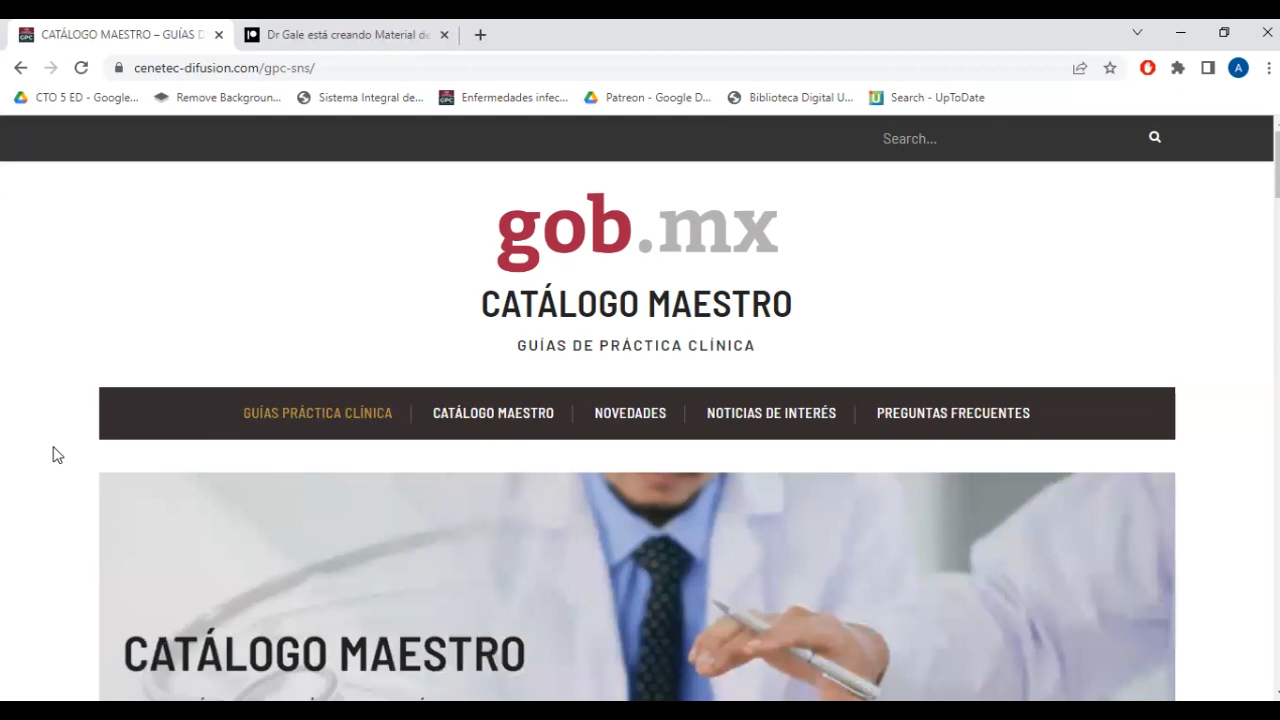 CATÁLOGO MAESTRO – GUÍAS D
Dr Gale está creando Material de
cenetec-difusion.com/gpc-sns/
A
CTO 5 ED - Google...
Remove Backgroun...
Sistema Integral de...
Enfermedades infec...
Patreon - Google D...
Biblioteca Digital U...
Search - UpToDate
Search...
gob.mx
CATÁLOGO MAESTRO
GUÍAS DE PRÁCTICA CLÍNICA
GUÍAS PRÁCTICA CLÍNICA
CATÁLOGO MAESTRO
NOVEDADES
NOTICIAS DE INTERÉS
PREGUNTAS FRECUENTES
CATÁLOGO MAESTRO